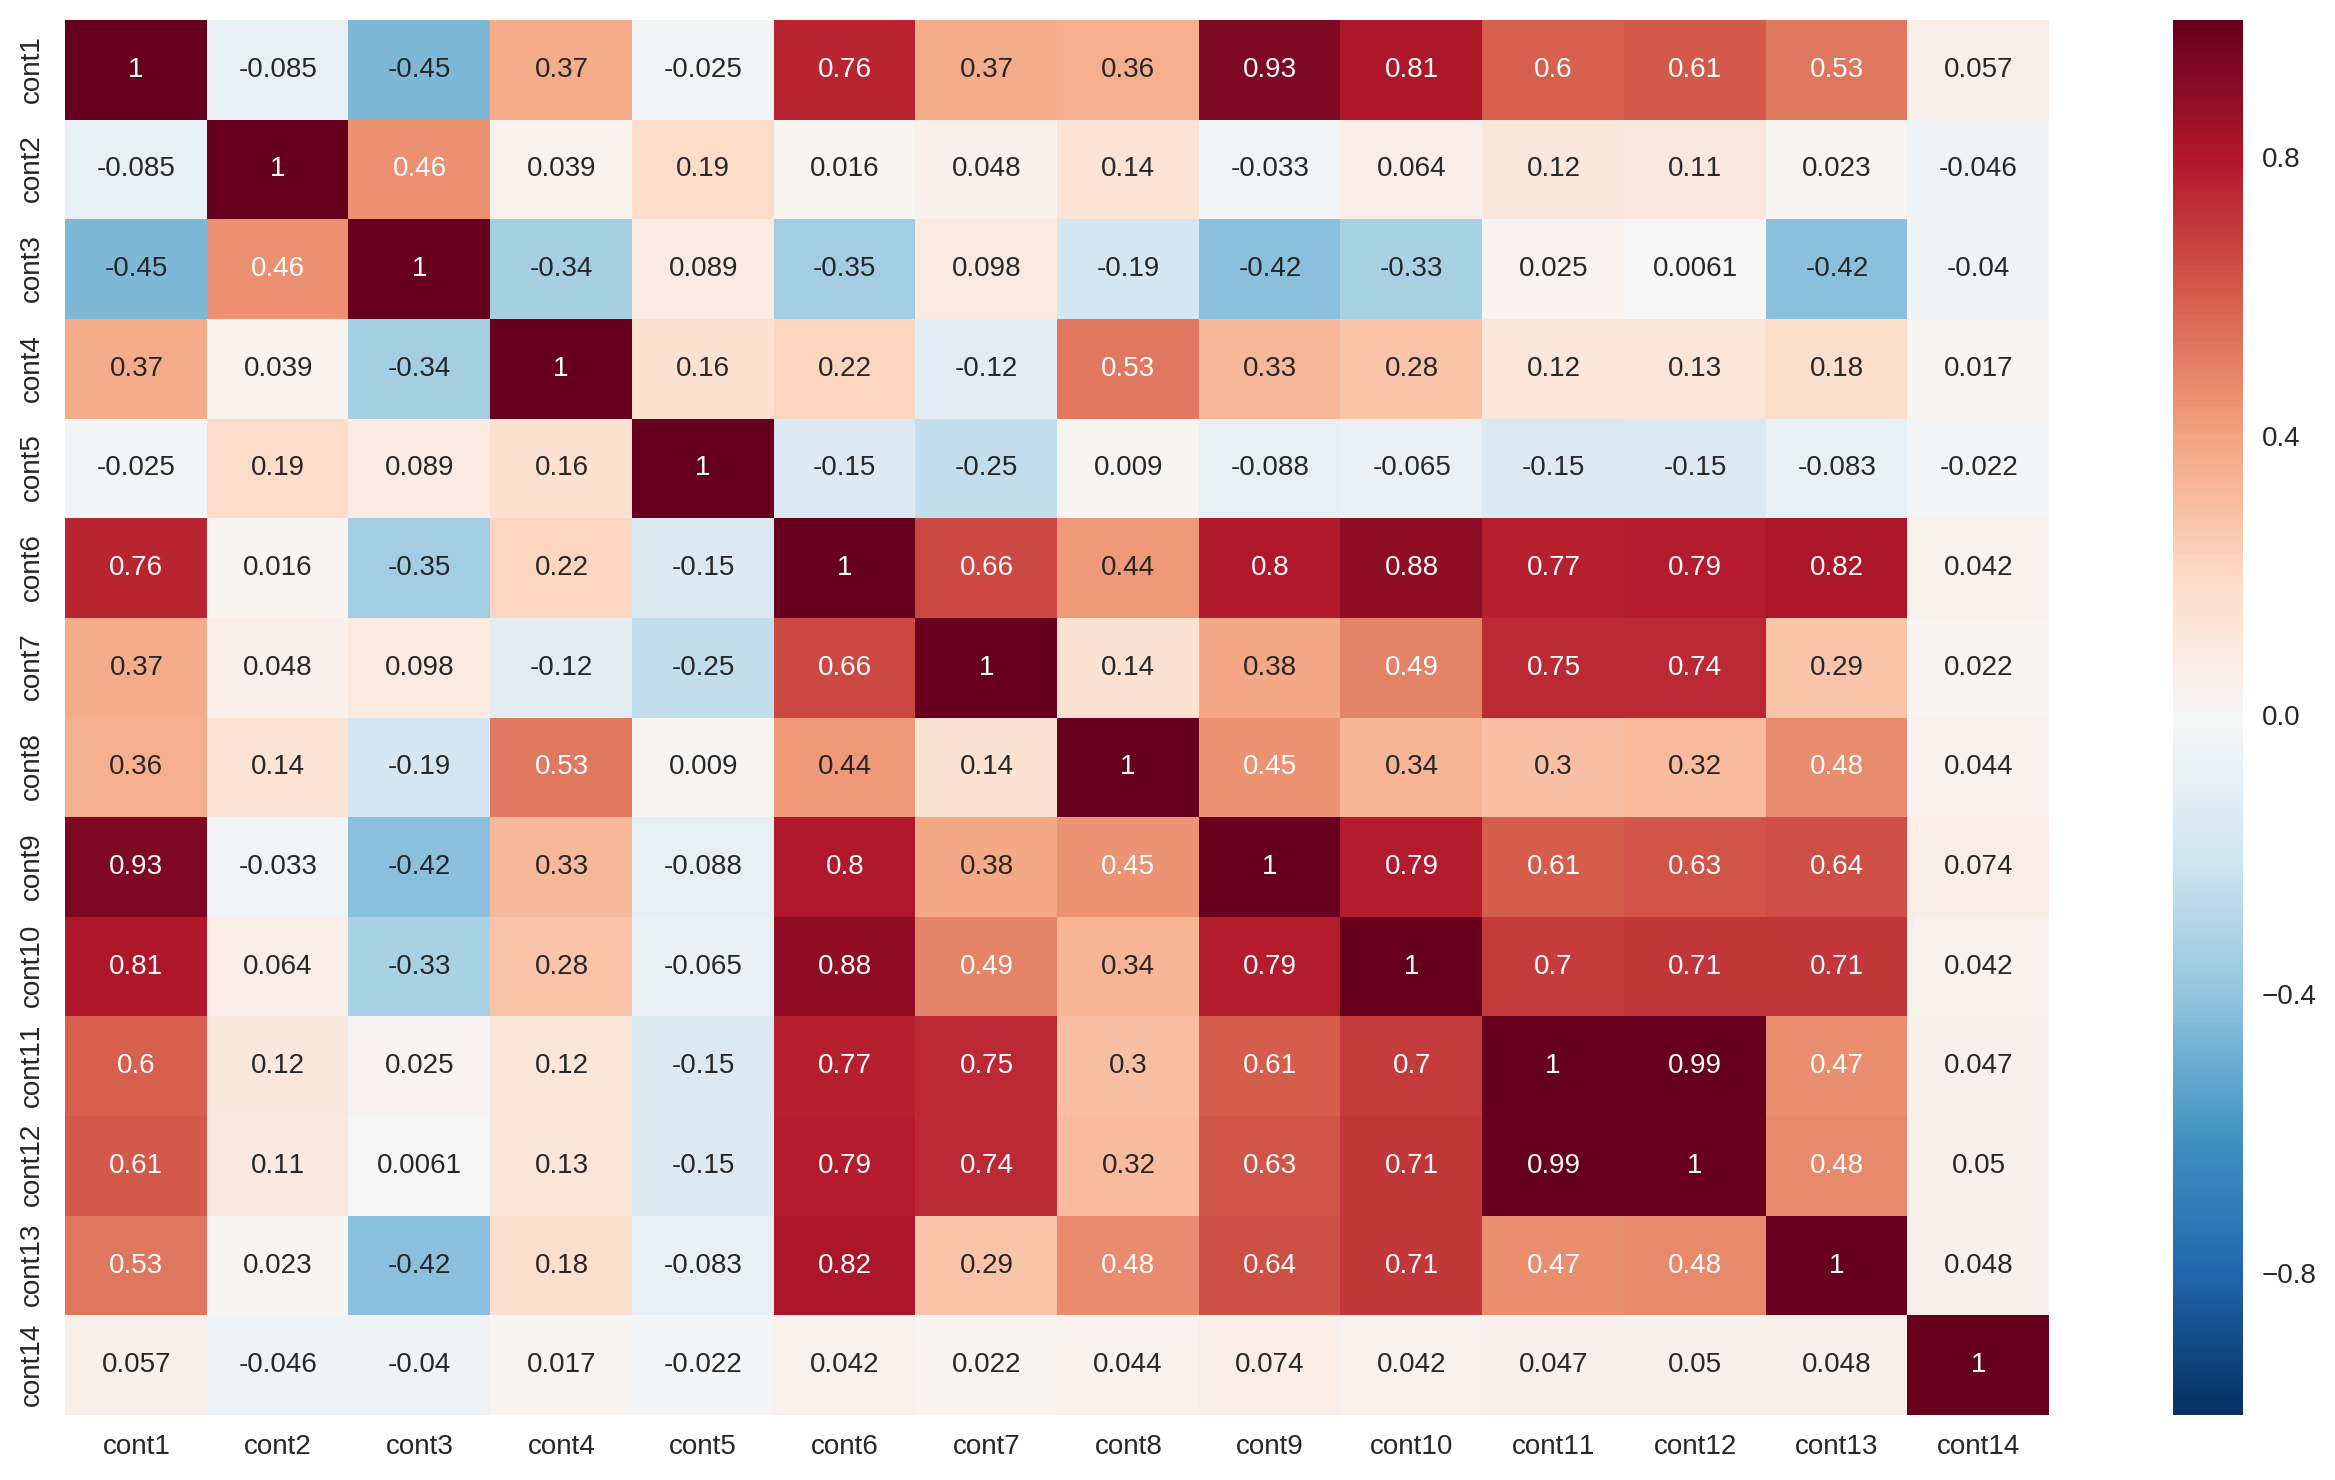 cont1 1 -0.085 -0.45 0.37 -0.025 0.76 0.37 0.36 0.93 0.81 0.6 0.61 0.53 0.057
cont2 -0.085 1 0.46 0.039 0.19 0.016 0.048 0.14 -0.033 0.064 0.12 0.11 0.023 -0.046
cont3 -0.45 0.46 1 -0.34 0.089 -0.35 0.098 -0.19 -0.42 -0.33 0.025 0.0061 -0.42 -0.04
cont4 0.37 0.039 -0.34 1 0.16 0.22 -0.12 0.53 0.33 0.28 0.12 0.13 0.18 0.017
cont5 -0.025 0.19 0.089 0.16 1 -0.15 -0.25 0.009 -0.088 -0.065 -0.15 -0.15 -0.083 -0.022
cont6 0.76 0.016 -0.35 0.22 -0.15 1 0.66 0.44 0.8 0.88 0.77 0.79 0.82 0.042
cont7 0.37 0.048 0.098 -0.12 -0.25 0.66 1 0.14 0.38 0.49 0.75 0.74 0.29 0.022
cont8 0.36 0.14 -0.19 0.53 0.009 0.44 0.14 1 0.45 0.34 0.3 0.32 0.48 0.044
cont9 0.93 -0.033 -0.42 0.33 -0.088 0.8 0.38 0.45 1 0.79 0.61 0.63 0.64 0.074
cont10 0.81 0.064 -0.33 0.28 -0.065 0.88 0.49 0.34 0.79 1 0.7 0.71 0.71 0.042
cont11 0.6 0.12 0.025 0.12 -0.15 0.77 0.75 0.3 0.61 0.7 1 0.99 0.47 0.047
cont12 0.61 0.11 0.0061 0.13 -0.15 0.79 0.74 0.32 0.63 0.71 0.99 1 0.48 0.05
cont13 0.53 0.023 -0.42 0.18 -0.083 0.82 0.29 0.48 0.64 0.71 0.47 0.48 1 0.048
cont14 0.057 -0.046 -0.04 0.017 -0.022 0.042 0.022 0.044 0.074 0.042 0.047 0.05 0.048 1
cont1 cont2 cont3 cont4 cont5 cont6 cont7 cont8 cont9 cont10 cont11 cont12 cont13 cont14
0.8
0.4
0.0
−0.4
−0.8